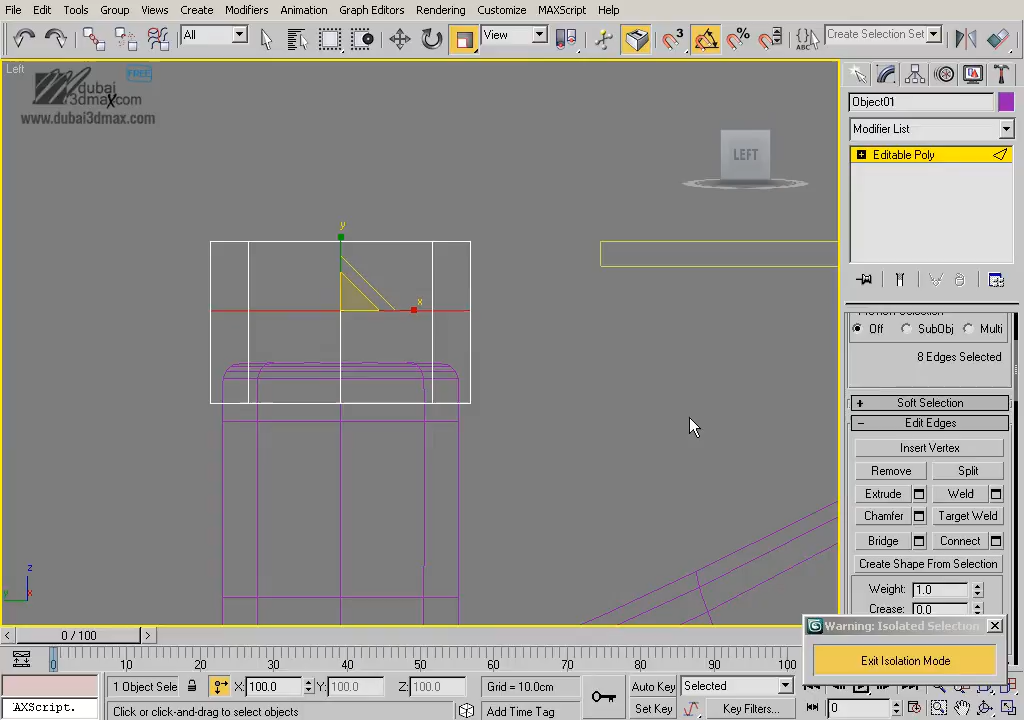 File Edit Tools Group Views Create Modifiers Animation Graph Editors Rendering Customize MAXScript Help
All View 3 ABC Create Selection Set
Left
FREE
dubai
3dmax.com
www.dubai3dmax.com
LEFT
y
x
z
y x
Object01
Modifier List
Editable Poly
Off SubObj Multi
8 Edges Selected
+ Soft Selection
- Edit Edges
Insert Vertex
Remove Split
Extrude Weld
Chamfer Target Weld
Bridge Connect
Create Shape From Selection
Weight: 1.0
Crease: 0.0
Warning: Isolated Selection
Exit Isolation Mode
< 0 / 100 >
0 10 20 30 40 50 60 70 80 90 100
1 Object Sele X: 100.0 Y: 100.0 Z: 100.0 Grid = 10.0cm Auto Key Selected
AXScript. Click or click-and-drag to select objects Add Time Tag Set Key Key Filters... 0